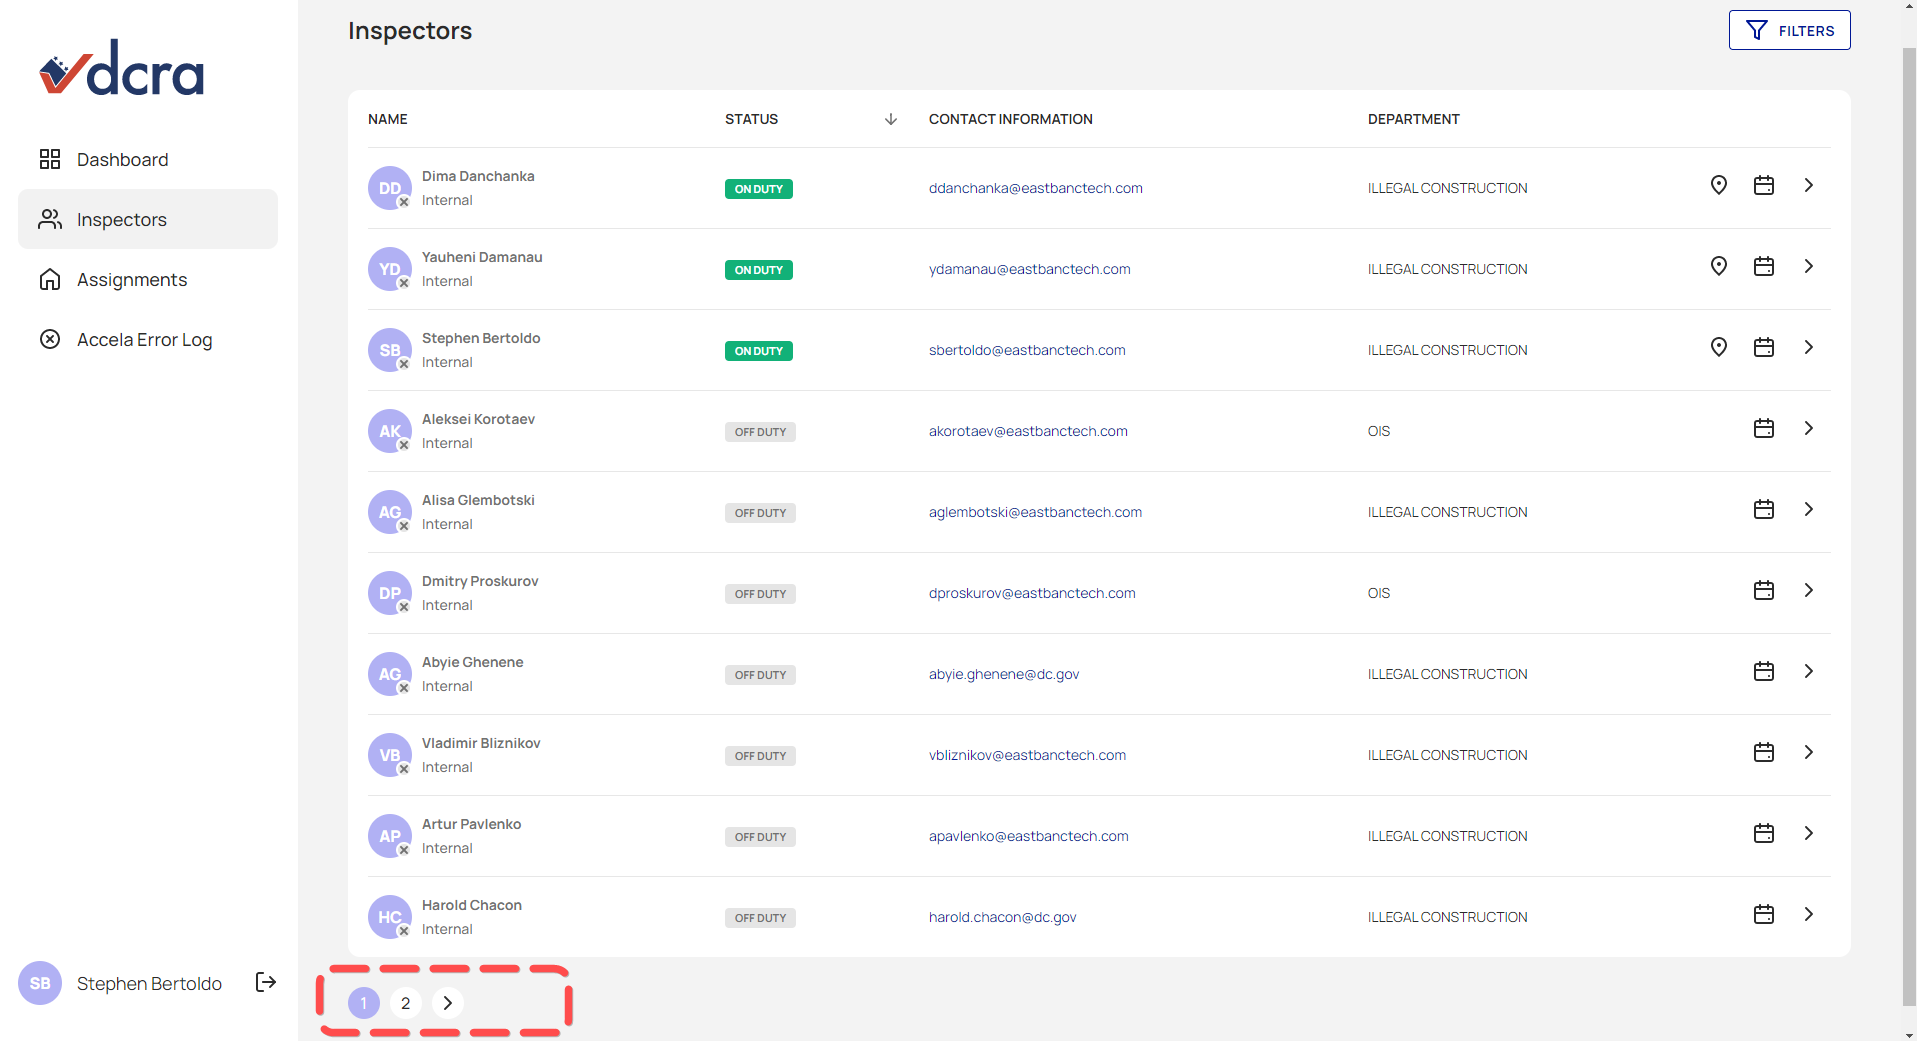 dcra
Dashboard
Inspectors
Assignments
Accela Error Log
SB Stephen Bertoldo
Inspectors
FILTERS
NAME STATUS CONTACT INFORMATION DEPARTMENT
DD Dima Danchanka
Internal
ON DUTY
ddanchanka@eastbanctech.com
ILLEGAL CONSTRUCTION
YD Yauheni Damanau
Internal
ON DUTY
ydamanau@eastbanctech.com
ILLEGAL CONSTRUCTION
SB Stephen Bertoldo
Internal
ON DUTY
sbertoldo@eastbanctech.com
ILLEGAL CONSTRUCTION
AK Aleksei Korotaev
Internal
OFF DUTY
akorotaev@eastbanctech.com
OIS
AG Alisa Glembotski
Internal
OFF DUTY
aglembotski@eastbanctech.com
ILLEGAL CONSTRUCTION
DP Dmitry Proskurov
Internal
OFF DUTY
dproskurov@eastbanctech.com
OIS
AG Abyie Ghenene
Internal
OFF DUTY
abyie.ghenene@dc.gov
ILLEGAL CONSTRUCTION
VB Vladimir Bliznikov
Internal
OFF DUTY
vbliznikov@eastbanctech.com
ILLEGAL CONSTRUCTION
AP Artur Pavlenko
Internal
OFF DUTY
apavlenko@eastbanctech.com
ILLEGAL CONSTRUCTION
HC Harold Chacon
Internal
OFF DUTY
harold.chacon@dc.gov
ILLEGAL CONSTRUCTION
1 2